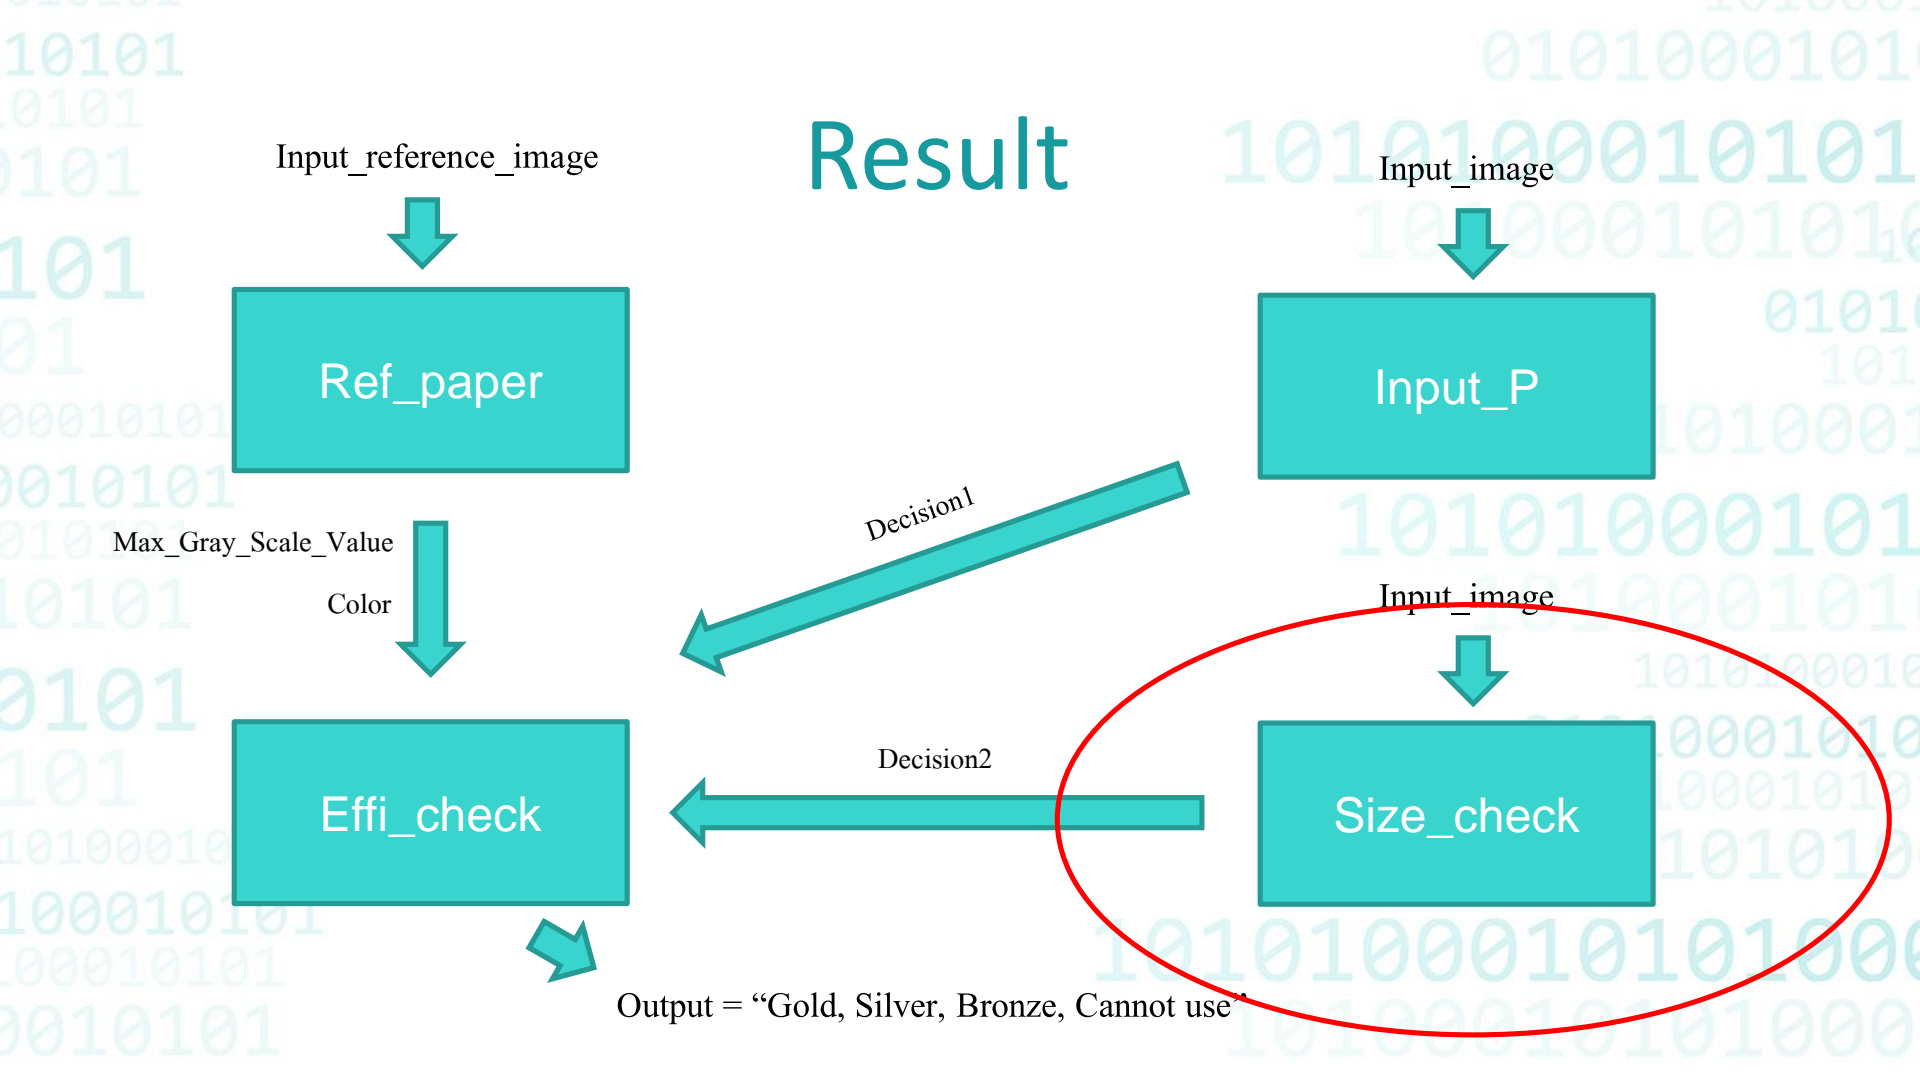 Result
Input_reference_image
Input_image
Ref_paper
Input_P
Decision1
Max_Gray_Scale_Value
Color
Input_image
Decision2
Effi_check
Size_check
Output = “Gold, Silver, Bronze, Cannot use”